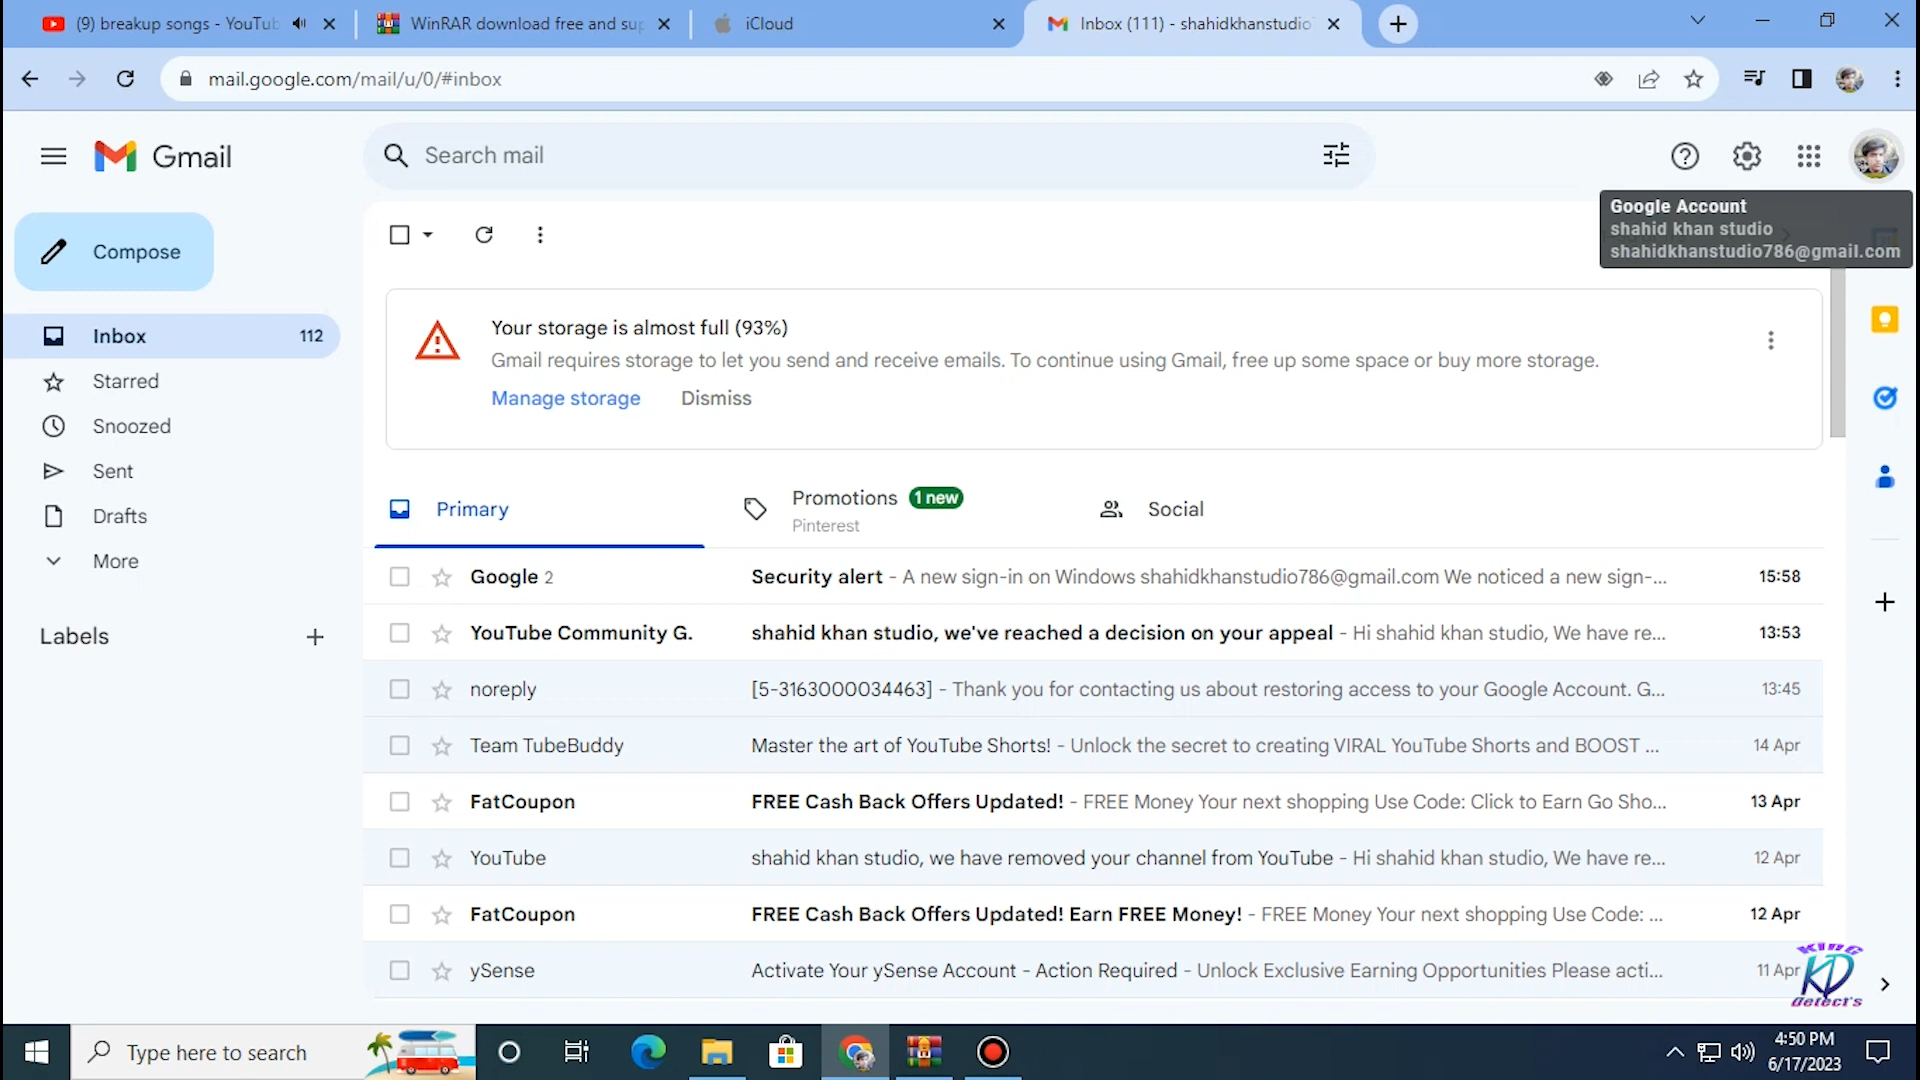 (9) breakup songs - YouTub
WinRAR download free and sup
iCloud
Inbox (111) - shahidkhanstudio7
mail.google.com/mail/u/0/#inbox
Gmail
Search mail
Google Account
shahid khan studio
shahidkhanstudio786@gmail.com
Compose
Inbox 112
Starred
Snoozed
Sent
Drafts
More
Labels
Your storage is almost full (93%)
Gmail requires storage to let you send and receive emails. To continue using Gmail, free up some space or buy more storage.
Manage storage Dismiss
Primary
Promotions 1 new
Pinterest
Social
Google 2 Security alert - A new sign-in on Windows shahidkhanstudio786@gmail.com We noticed a new sign-... 15:58
YouTube Community G. shahid khan studio, we've reached a decision on your appeal - Hi shahid khan studio, We have re... 13:53
noreply [5-3163000034463] - Thank you for contacting us about restoring access to your Google Account. G... 13:45
Team TubeBuddy Master the art of YouTube Shorts! - Unlock the secret to creating VIRAL YouTube Shorts and BOOST ... 14 Apr
FatCoupon FREE Cash Back Offers Updated! - FREE Money Your next shopping Use Code: Click to Earn Go Sho... 13 Apr
YouTube shahid khan studio, we have removed your channel from YouTube - Hi shahid khan studio, We have re... 12 Apr
FatCoupon FREE Cash Back Offers Updated! Earn FREE Money! - FREE Money Your next shopping Use Code: ... 12 Apr
ySense Activate Your ySense Account - Action Required - Unlock Exclusive Earning Opportunities Please acti... 11 Apr
KING
KD
Detect's
Type here to search
4:50 PM
6/17/2023